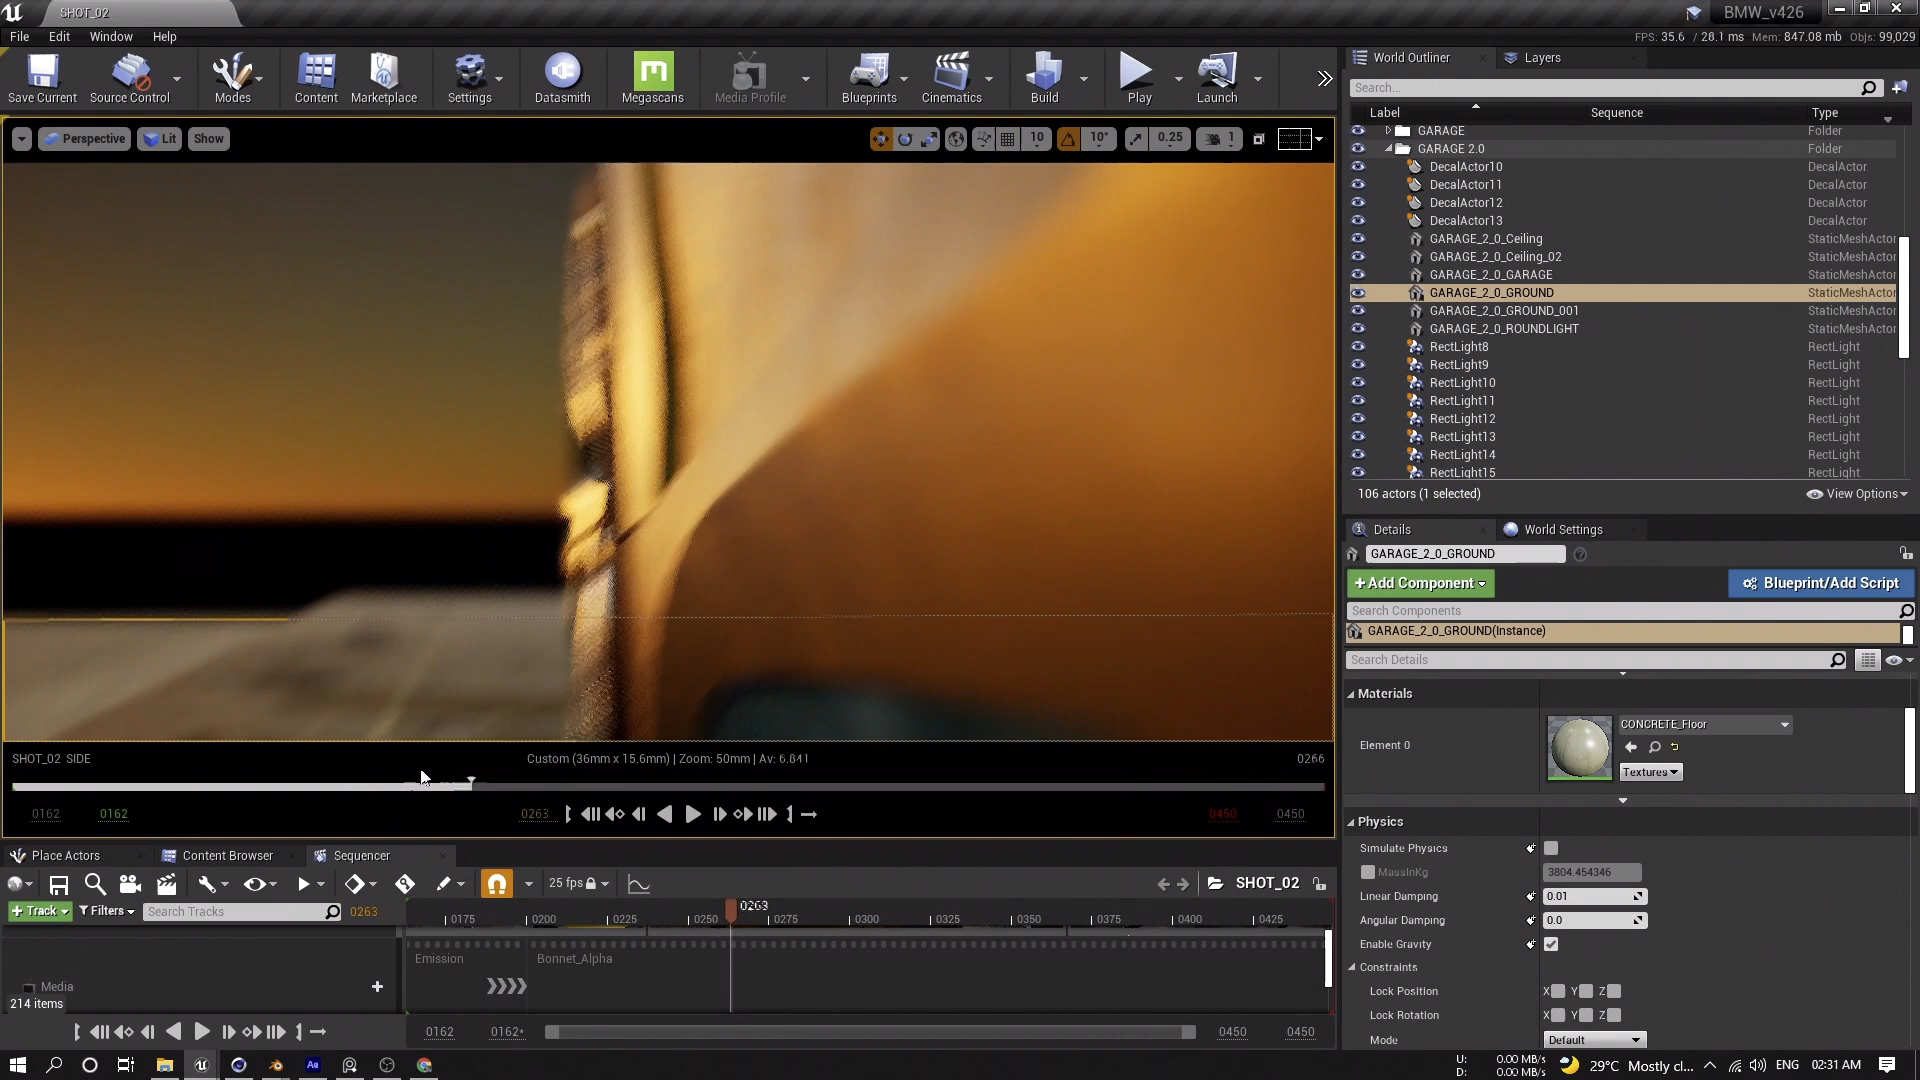 SHOT_02
BMW_v426
File Edit Window Help
FPS: 35.6 / 28.1 ms Mem: 847.08 mb Objs: 99,029
Save Current Source Control Modes Content Marketplace Settings Datasmith Megascans Media Profile Blueprints Cinematics Build Play Launch
World Outliner Layers
Search...
Label Sequence Type
Perspective Lit Show 10 10° 0.25 1
GARAGE Folder
GARAGE 2.0 Folder
DecalActor10 DecalActor
DecalActor11 DecalActor
DecalActor12 DecalActor
DecalActor13 DecalActor
GARAGE_2_0_Ceiling StaticMeshActor
GARAGE_2_0_Ceiling_02 StaticMeshActor
GARAGE_2_0_GARAGE StaticMeshActor
GARAGE_2_0_GROUND StaticMeshActor
GARAGE_2_0_GROUND_001 StaticMeshActor
GARAGE_2_0_ROUNDLIGHT StaticMeshActor
RectLight8 RectLight
RectLight9 RectLight
RectLight10 RectLight
RectLight11 RectLight
RectLight12 RectLight
RectLight13 RectLight
RectLight14 RectLight
RectLight15 RectLight
106 actors (1 selected) View Options
Details World Settings
GARAGE_2_0_GROUND
+Add Component Blueprint/Add Script
Search Components
GARAGE_2_0_GROUND(Instance)
Search Details
Materials
Element 0 CONCRETE_Floor
Textures
Physics
Simulate Physics
MassInKg 3804.454346
Linear Damping 0.01
Angular Damping 0.0
Enable Gravity
Constraints
Lock Position X Y Z
Lock Rotation X Y Z
Mode Default
SHOT_02 SIDE Custom (36mm x 15.6mm) | Zoom: 50mm | Av: 6.841 0266
0162 0162 0263 0450 0450
Place Actors Content Browser Sequencer
25 fps SHOT_02
+ Track Filters Search Tracks 0263
0175 0200 0225 0250 0275 0300 0325 0350 0375 0400 0425
Emission Bonnet_Alpha
Media +
214 items
0162 0162* 0450 0450
U: 0.00 MB/s
D: 0.00 MB/s
29°C Mostly cl... ENG 02:31 AM
Ae